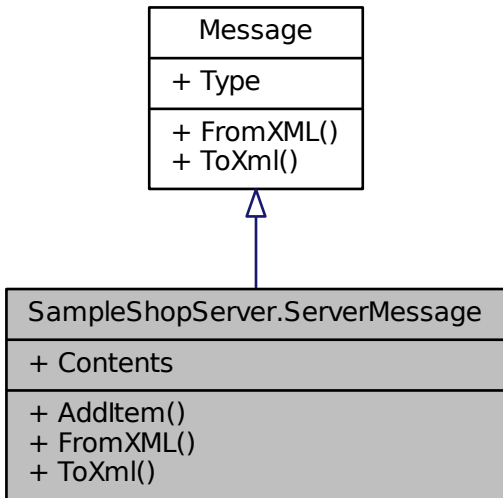 Message
+ Type
+ FromXML()
+ ToXml()
SampleShopServer.ServerMessage
+ Contents
+ AddItem()
+ FromXML()
+ ToXml()